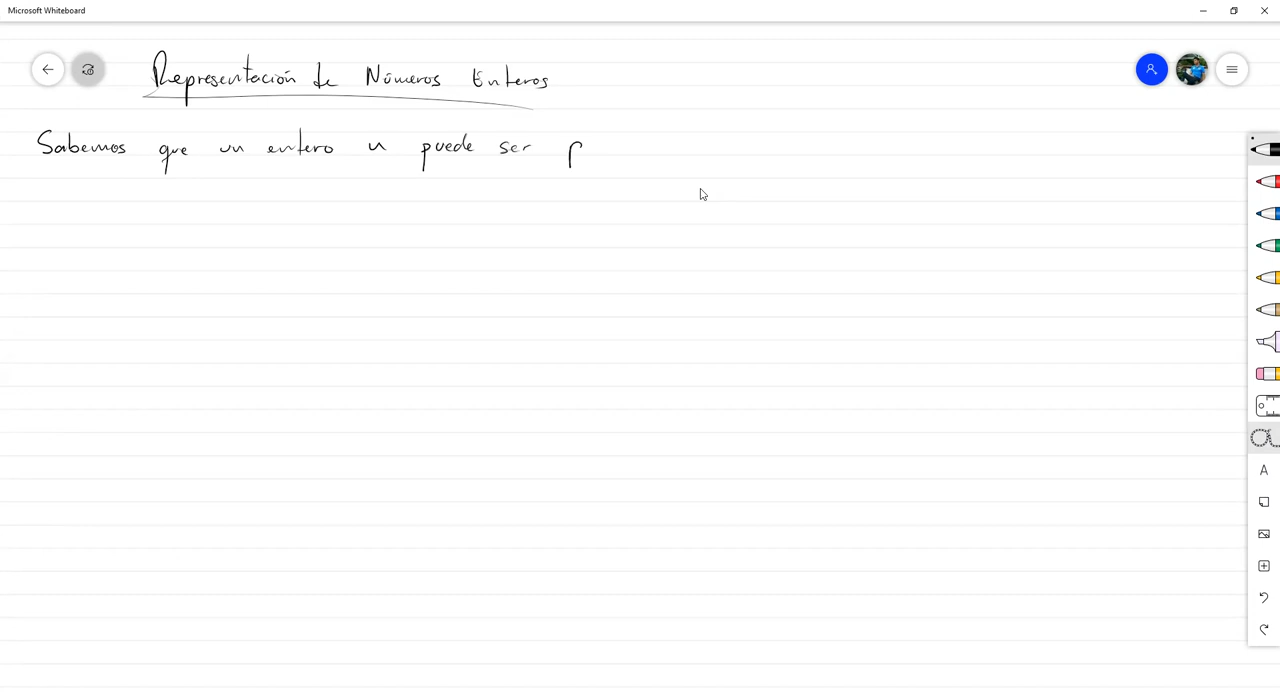 Microsoft Whiteboard
Representación de Números Enteros
Sabemos que un entero n puede ser p
A